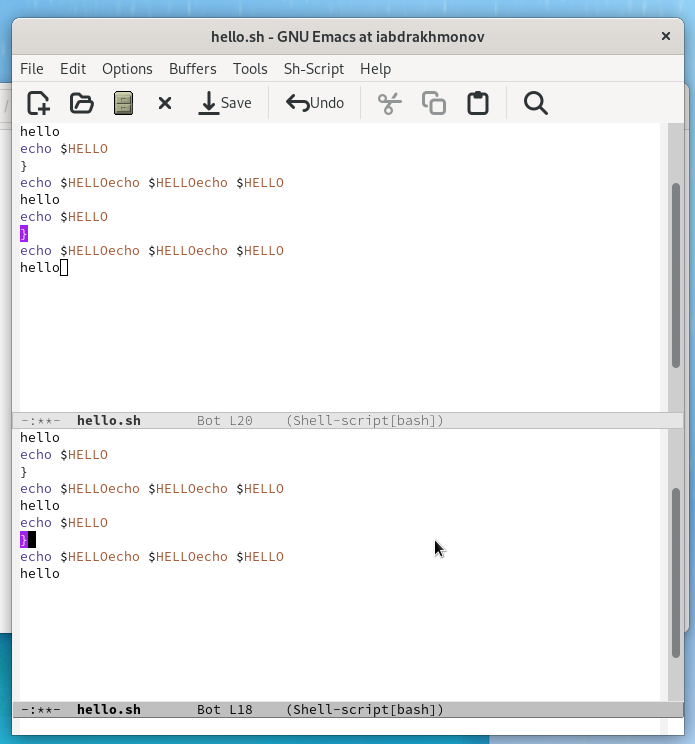 hello.sh - GNU Emacs at iabdrakhmonov
File Edit Options Buffers Tools Sh-Script Help
Save Undo
hello
echo $HELLO
}
echo $HELLOecho $HELLOecho $HELLO
hello
echo $HELLO
}
echo $HELLOecho $HELLOecho $HELLO
hello
-:**- hello.sh Bot L20 (Shell-script[bash])
hello
echo $HELLO
}
echo $HELLOecho $HELLOecho $HELLO
hello
echo $HELLO
}
echo $HELLOecho $HELLOecho $HELLO
hello
-:**- hello.sh Bot L18 (Shell-script[bash])